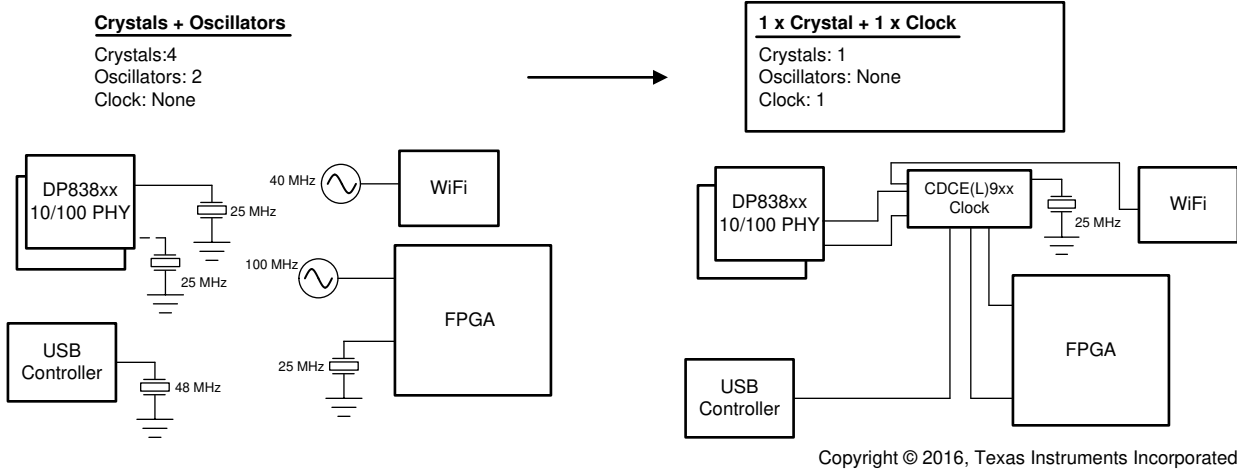 Crystals + Oscillators
Crystals:4
Oscillators: 2
Clock: None
1 x Crystal + 1 x Clock
Crystals: 1
Oscillators: None
Clock: 1
DP838xx
10/100 PHY
25 MHz
25 MHz
USB
Controller
48 MHz
40 MHz
WiFi
100 MHz
FPGA
25 MHz
DP838xx
10/100 PHY
CDCE(L)9xx
Clock
25 MHz
WiFi
FPGA
USB
Controller
Copyright © 2016, Texas Instruments Incorporated